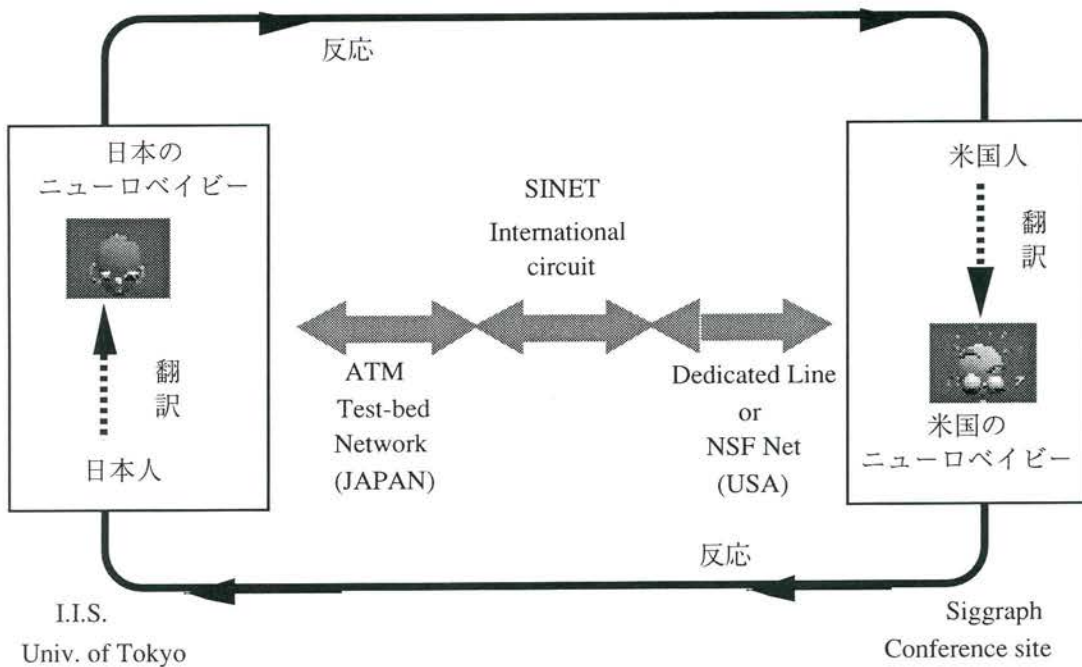 反応
日本の
ニューロベイビー
翻
訳
日本人
SINET
International
circuit
ATM
Test-bed
Network
(JAPAN)
Dedicated Line
or
NSF Net
(USA)
米国人
翻
訳
米国の
ニューロベイビー
反応
I.I.S.
Univ. of Tokyo
Siggraph
Conference site